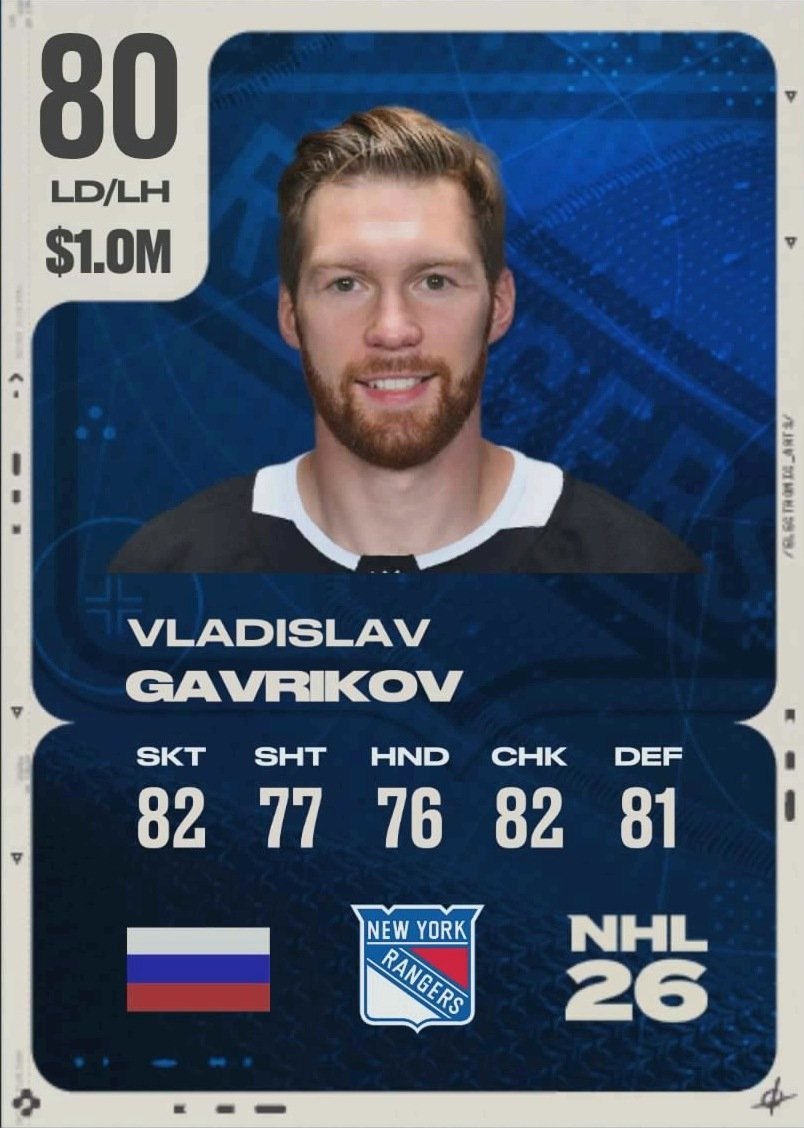 80
LD/LH
$1.0M
VLADISLAV
GAVRIKOV
SKT SHT HND CHK DEF
82 77 76 82 81
NEW YORK
RANGERS
NHL
26
/ELECTRONIC_ARTS/